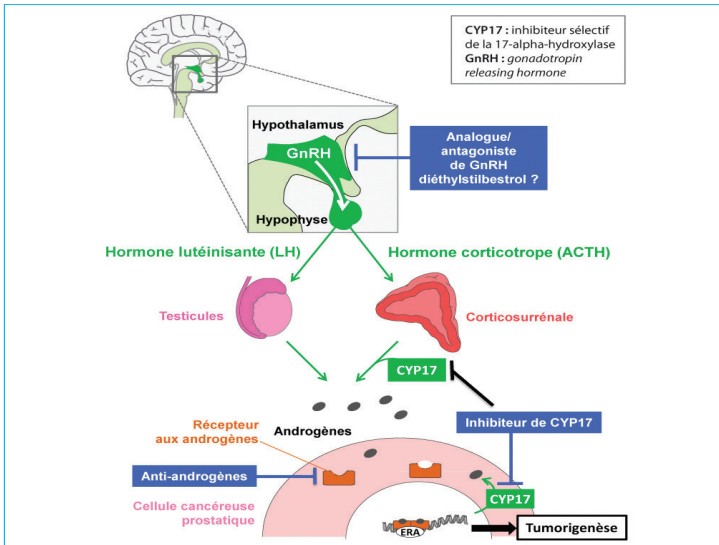 CYP17 : inhibiteur sélectif
de la 17-alpha-hydroxylase
GnRH : gonadotropin
releasing hormone
Hypothalamus
GnRH
Hypophyse
Analogue/
antagoniste
de GnRH
diéthylstilbestrol ?
Hormone lutéinisante (LH)
Hormone corticotrope (ACTH)
Testicules
Corticosurrénale
CYP17
Androgènes
Inhibiteur de CYP17
Récepteur
aux androgènes
Anti-androgènes
Cellule cancéreuse
prostatique
CYP17
ERA
Tumorigenèse